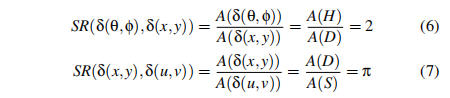 SR(δ(θ,ϕ),δ(x,y)) = A(δ(θ,ϕ)) / A(δ(x,y)) = A(H) / A(D) = 2 (6)
SR(δ(x,y),δ(u,v)) = A(δ(x,y)) / A(δ(u,v)) = A(D) / A(S) = π (7)